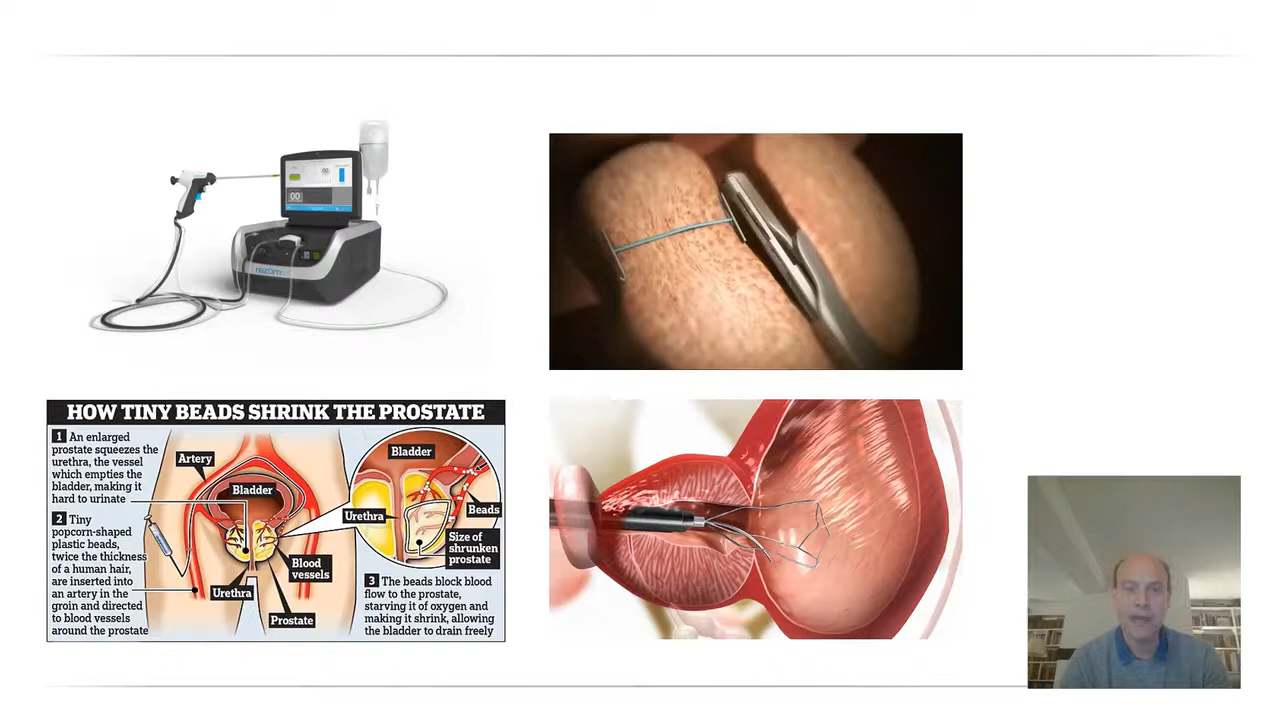 00
00
rezūm
HOW TINY BEADS SHRINK THE PROSTATE
1 An enlarged
prostate squeezes the
urethra, the vessel
which empties the
bladder, making it
hard to urinate
2 Tiny
popcorn-shaped
plastic beads,
twice the thickness
of a human hair,
are inserted into
an artery in the
groin and directed
to blood vessels
around the prostate
Artery
Bladder
Urethra
Blood
vessels
Prostate
Bladder
Urethra
Beads
Size of
shrunken
prostate
3 The beads block blood
flow to the prostate,
starving it of oxygen and
making it shrink, allowing
the bladder to drain freely